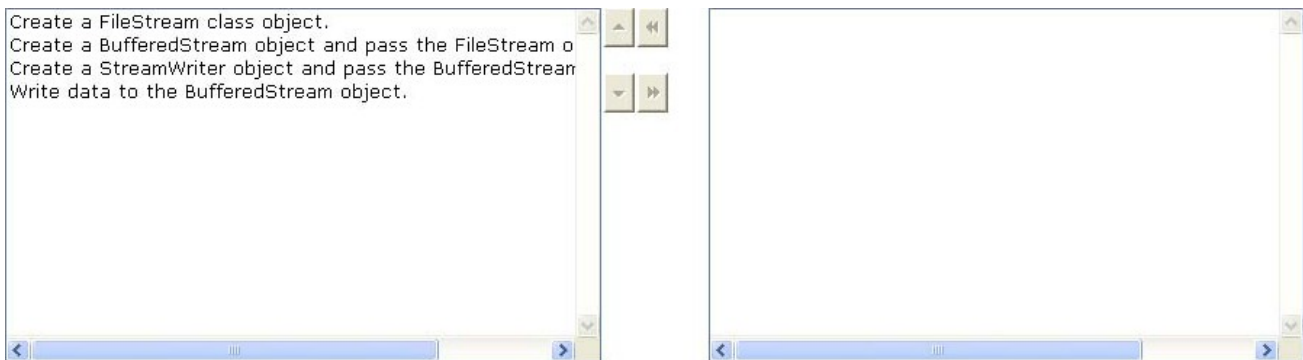 Create a FileStream class object.
Create a BufferedStream object and pass the FileStream o
Create a StreamWriter object and pass the BufferedStream
Write data to the BufferedStream object.